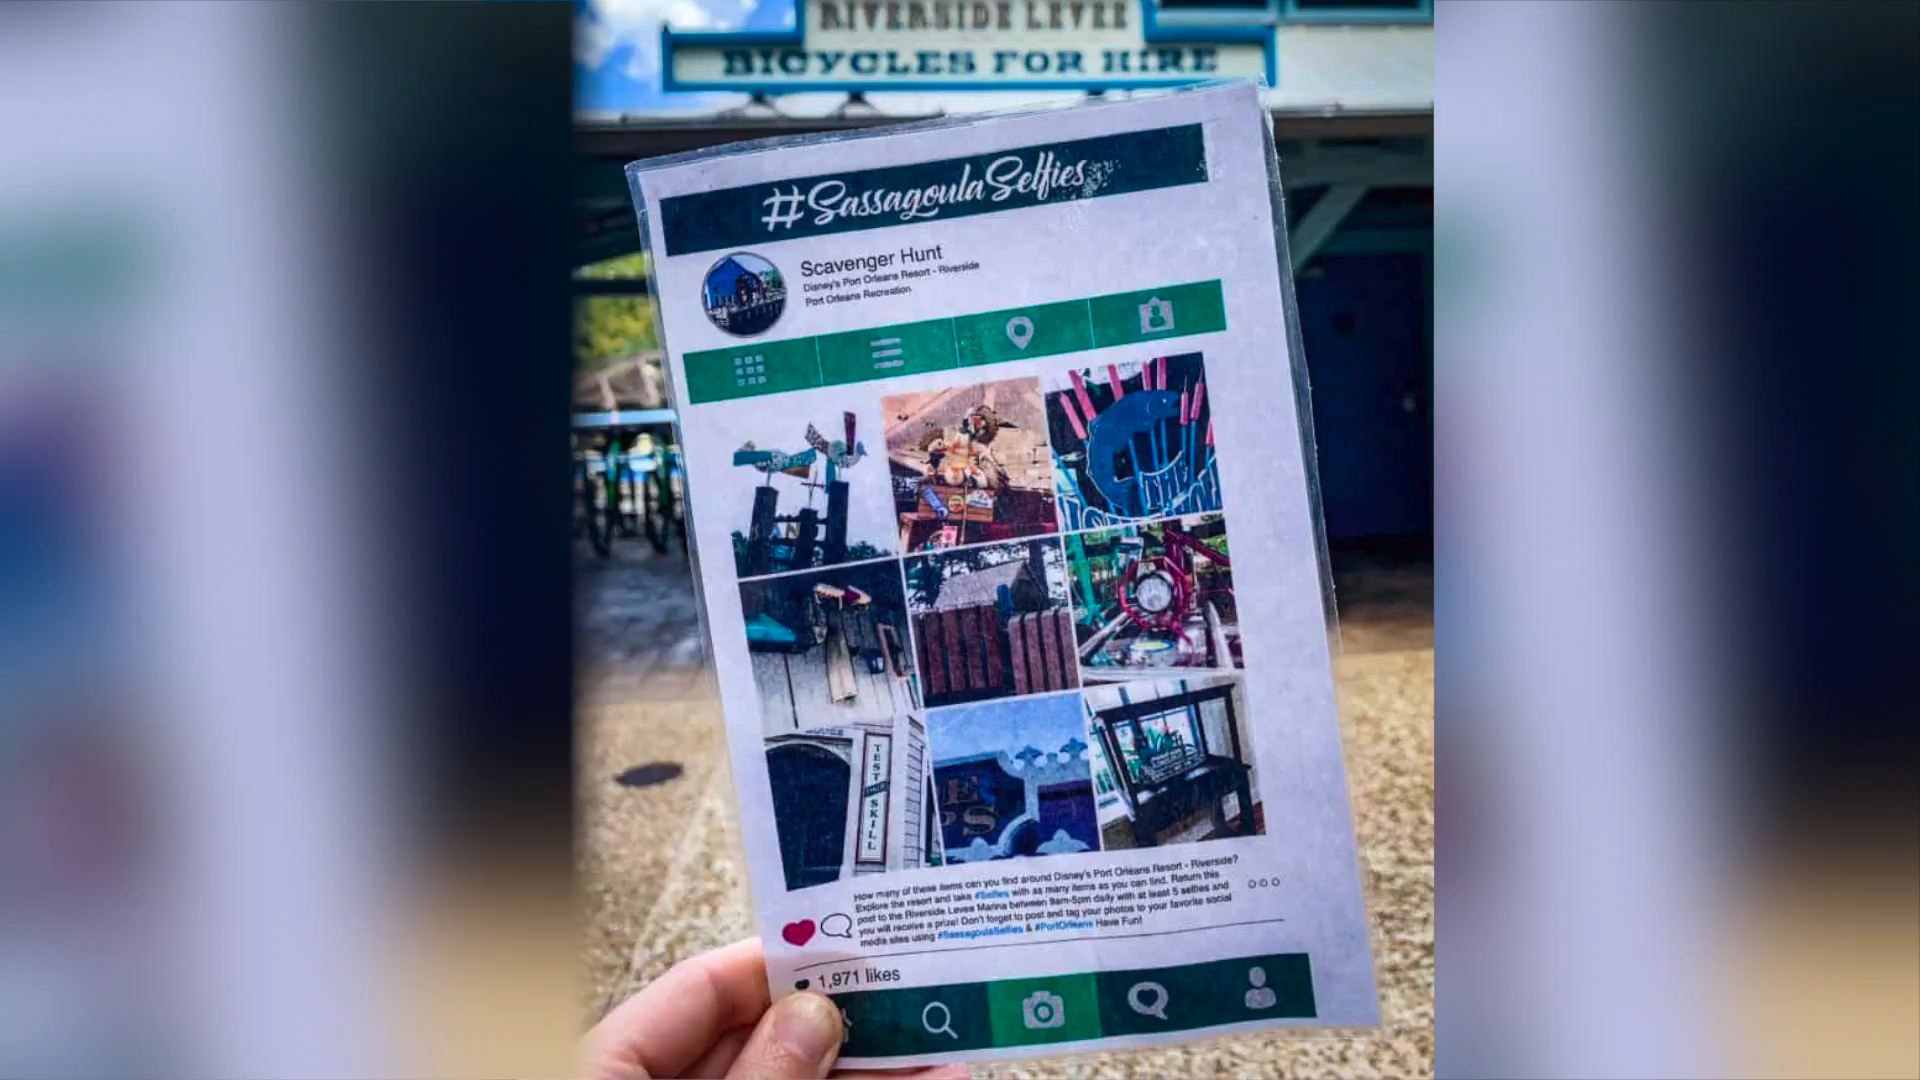 RIVERSIDE LEVEE
BICYCLES FOR HIRE
#SassagoulaSelfies
Scavenger Hunt
Disney's Port Orleans Resort - Riverside
Port Orleans Recreation
TEST
SKILL
How many of these items can you find around Disney's Port Orleans Resort - Riverside?
Explore the resort and take #Selfies with as many items as you can find. Return this
post to the Riverside Levee Marina between 9am-5pm daily with at least 5 selfies and
you will receive a prize! Don't forget to post and tag your photos to your favorite social
media sites using #SassagoulaSelfies & #PortOrleans Have Fun!
1,971 likes